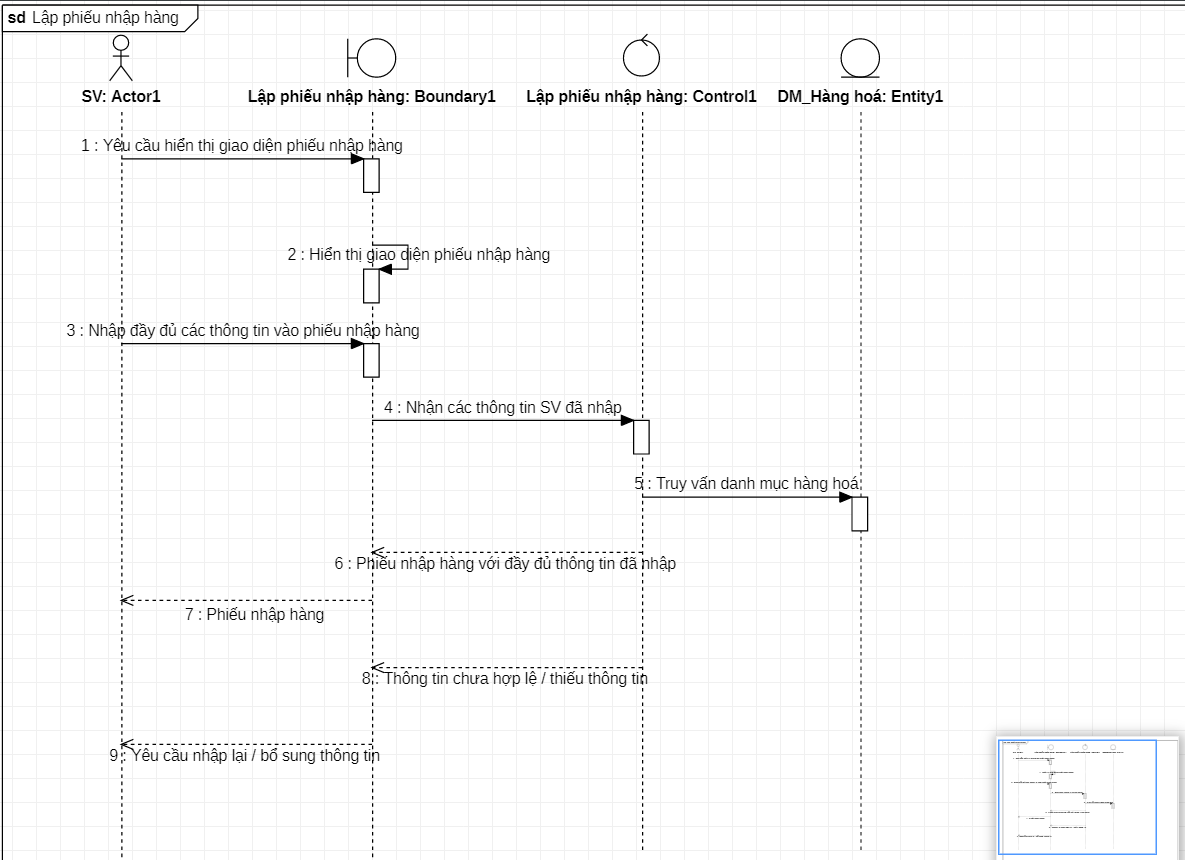 sd Lập phiếu nhập hàng
SV: Actor1
Lập phiếu nhập hàng: Boundary1
Lập phiếu nhập hàng: Control1
DM_Hàng hoá: Entity1
1 : Yêu cầu hiển thị giao diện phiếu nhập hàng
2 : Hiển thị giao diện phiếu nhập hàng
3 : Nhập đầy đủ các thông tin vào phiếu nhập hàng
4 : Nhận các thông tin SV đã nhập
5 : Truy vấn danh mục hàng hoá
6 : Phiếu nhập hàng với đầy đủ thông tin đã nhập
7 : Phiếu nhập hàng
8 : Thông tin chưa hợp lệ / thiếu thông tin
9 : Yêu cầu nhập lại / bổ sung thông tin